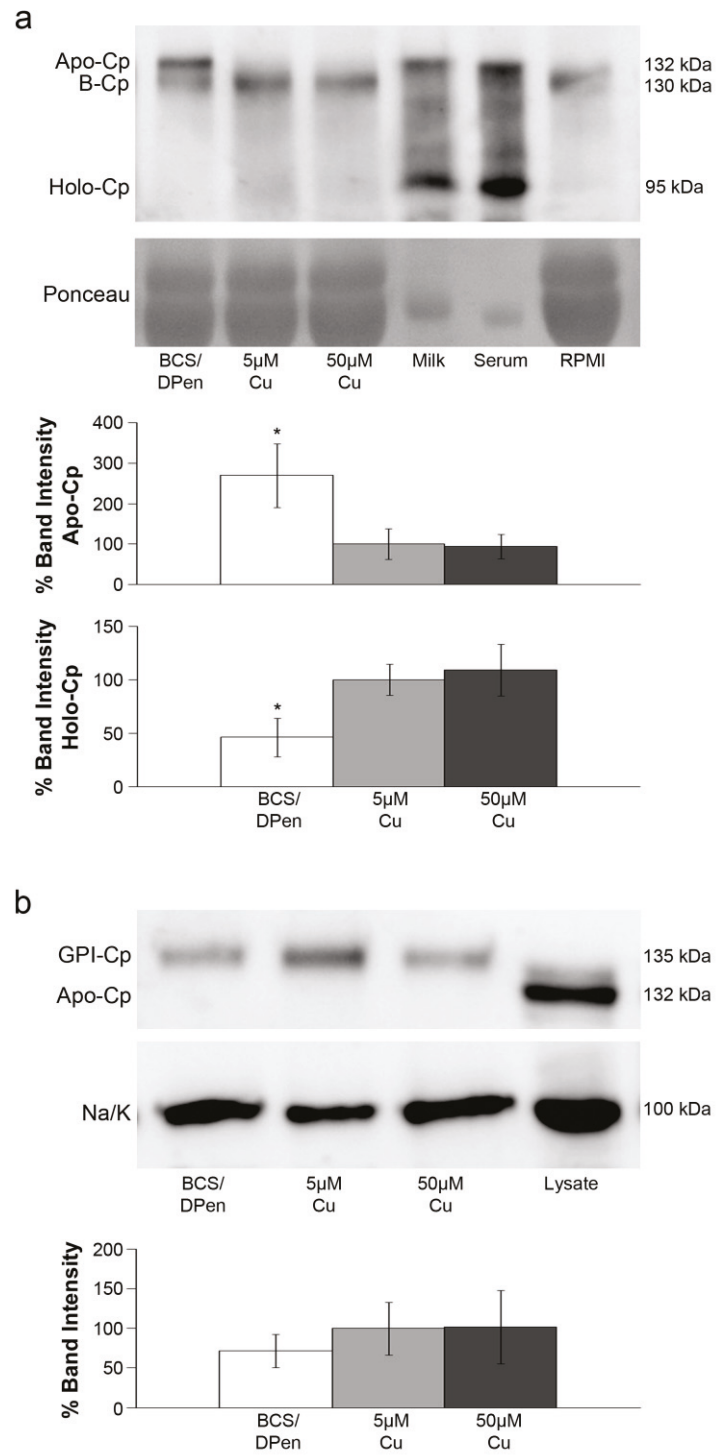 a
Apo-Cp 132 kDa
B-Cp 130 kDa
Holo-Cp 95 kDa
Ponceau
BCS/ 5µM 50µM Milk Serum RPMI
DPen Cu Cu
% Band Intensity
Apo-Cp
400
300
200
100
0
*
% Band Intensity
Holo-Cp
150
100
50
0
*
BCS/ 5µM 50µM
DPen Cu Cu
b
GPI-Cp 135 kDa
Apo-Cp 132 kDa
Na/K 100 kDa
BCS/ 5µM 50µM Lysate
DPen Cu Cu
% Band Intensity
200
150
100
50
0
BCS/ 5µM 50µM
DPen Cu Cu